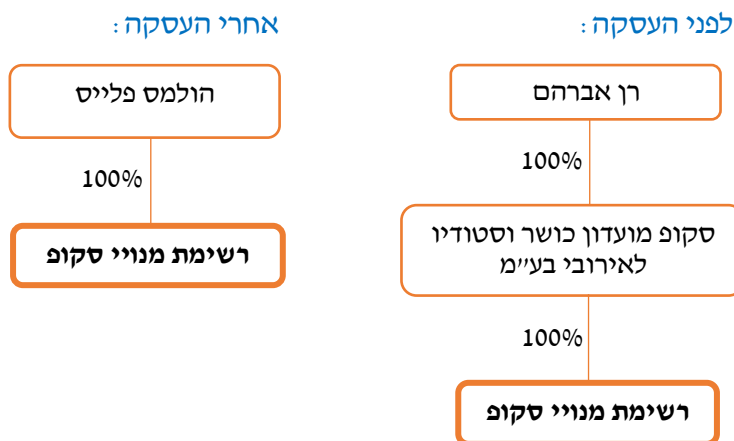 לפני העסקה:
רן אברהם
100%
סקופ מועדון כושר וסטודיו
לאירובי בע"מ
100%
רשימת מנויי סקופ
אחרי העסקה:
הולמס פלייס
100%
רשימת מנויי סקופ